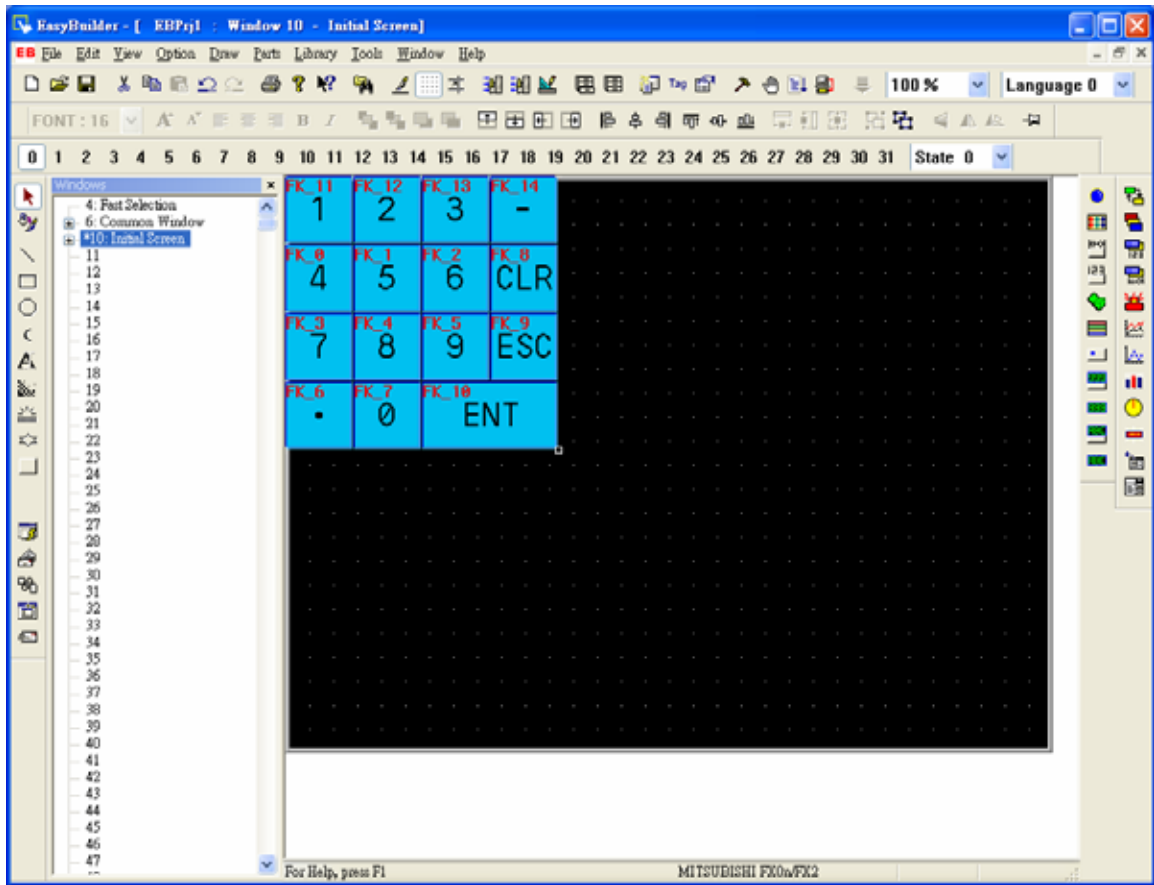 EasyBuilder - [ EBPrj1 : Window 10 - Initial Screen]
EB File Edit View Option Draw Parts Library Tools Window Help
Tag 100 % Language 0
FONT : 16 A A B I
0 1 2 3 4 5 6 7 8 9 10 11 12 13 14 15 16 17 18 19 20 21 22 23 24 25 26 27 28 29 30 31 State 0
Windows
4: Fast Selection
6: Common Window
*10: Initial Screen
11
12
13
14
15
16
17
18
19
20
21
22
23
24
25
26
27
28
29
30
31
32
33
34
35
36
37
38
39
40
41
42
43
44
45
46
47
FK_11 FK_12 FK_13 FK_14
1 2 3 -
FK_0 FK_1 FK_2 FK_8
4 5 6 CLR
FK_3 FK_4 FK_5 FK_9
7 8 9 ESC
FK_6 FK_7 FK_10
. 0 ENT
For Help, press F1
MITSUBISHI FX0n/FX2